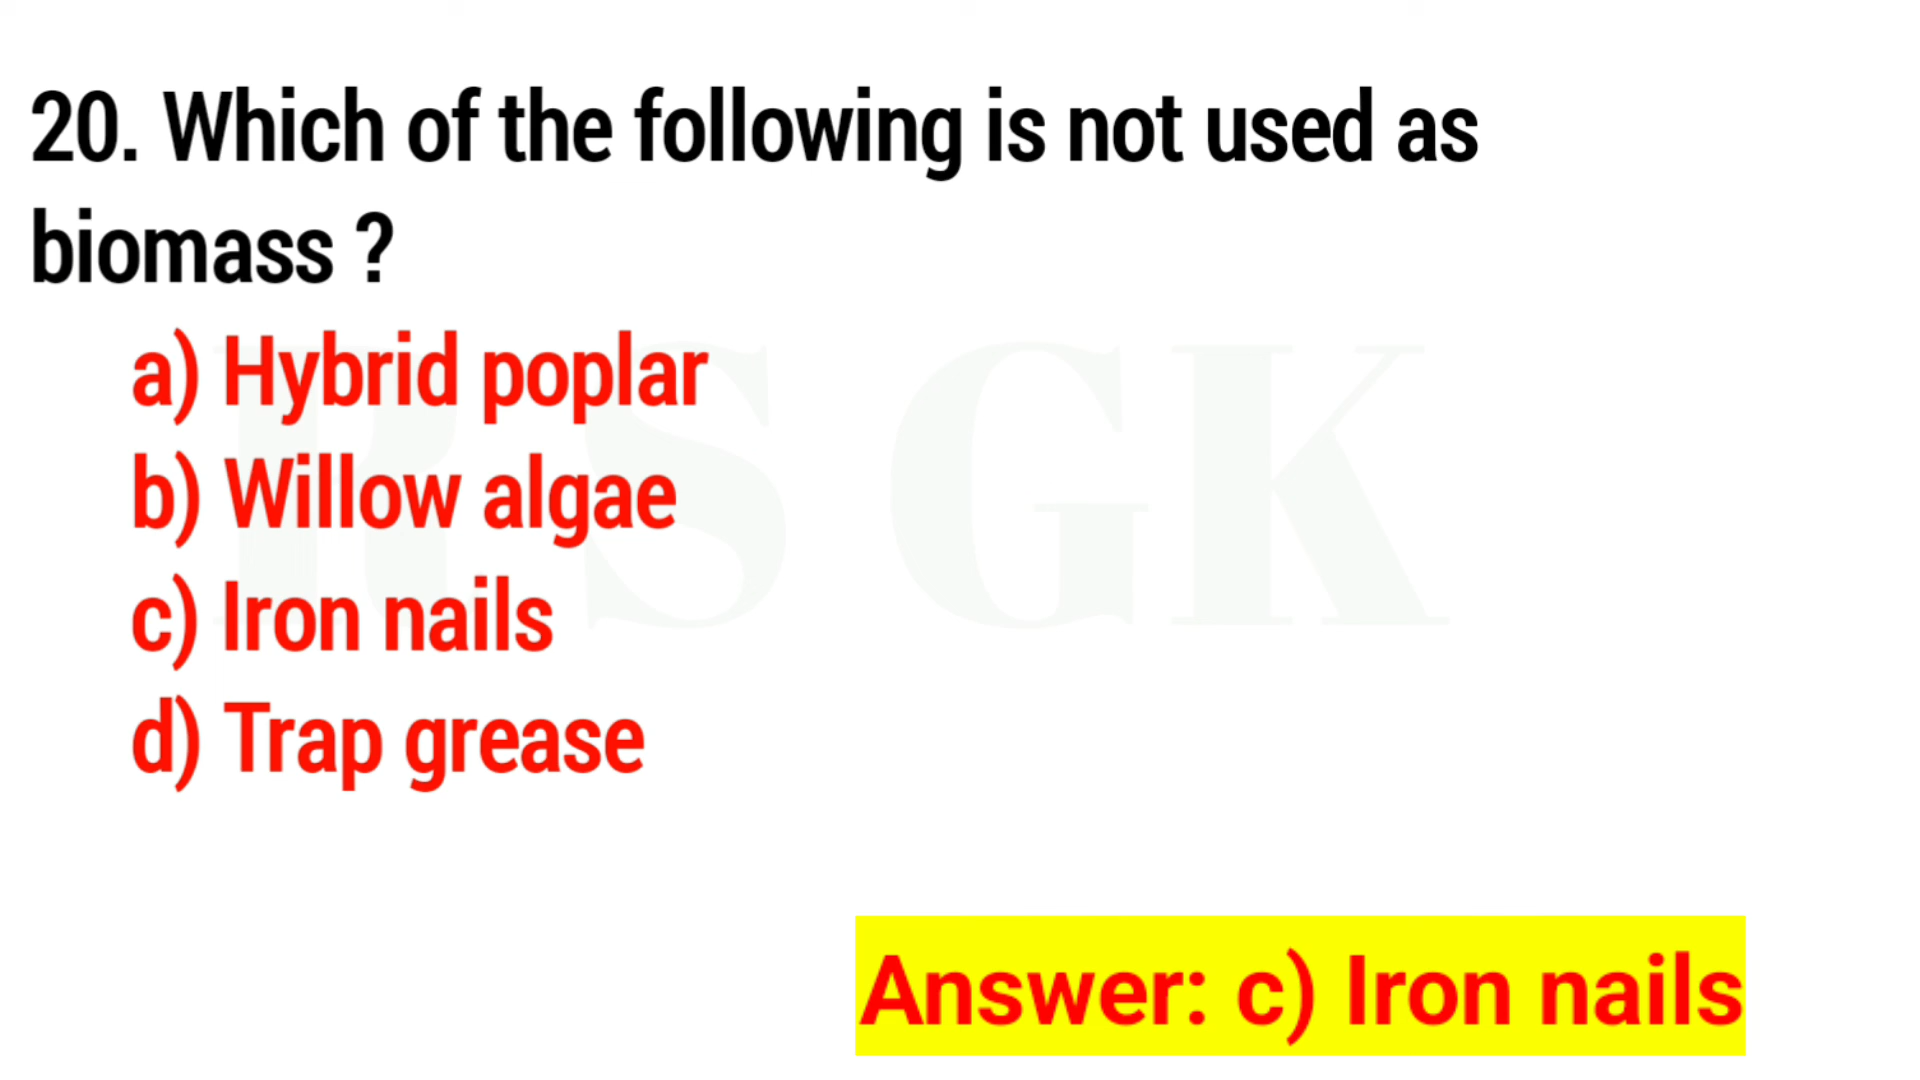 20. Which of the following is not used as
biomass ?
a) Hybrid poplar
b) Willow algae
c) Iron nails
d) Trap grease
R S GK
Answer: c) Iron nails